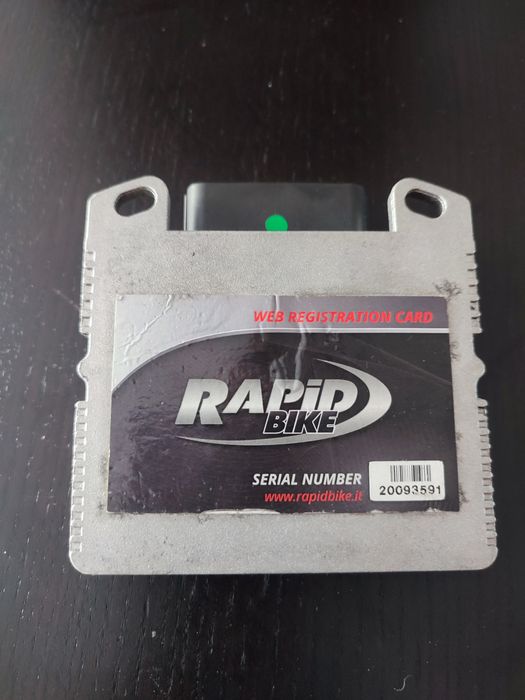 WEB REGISTRATION CARD
RAPiD
BIKE
SERIAL NUMBER
www.rapidbike.it
20093591